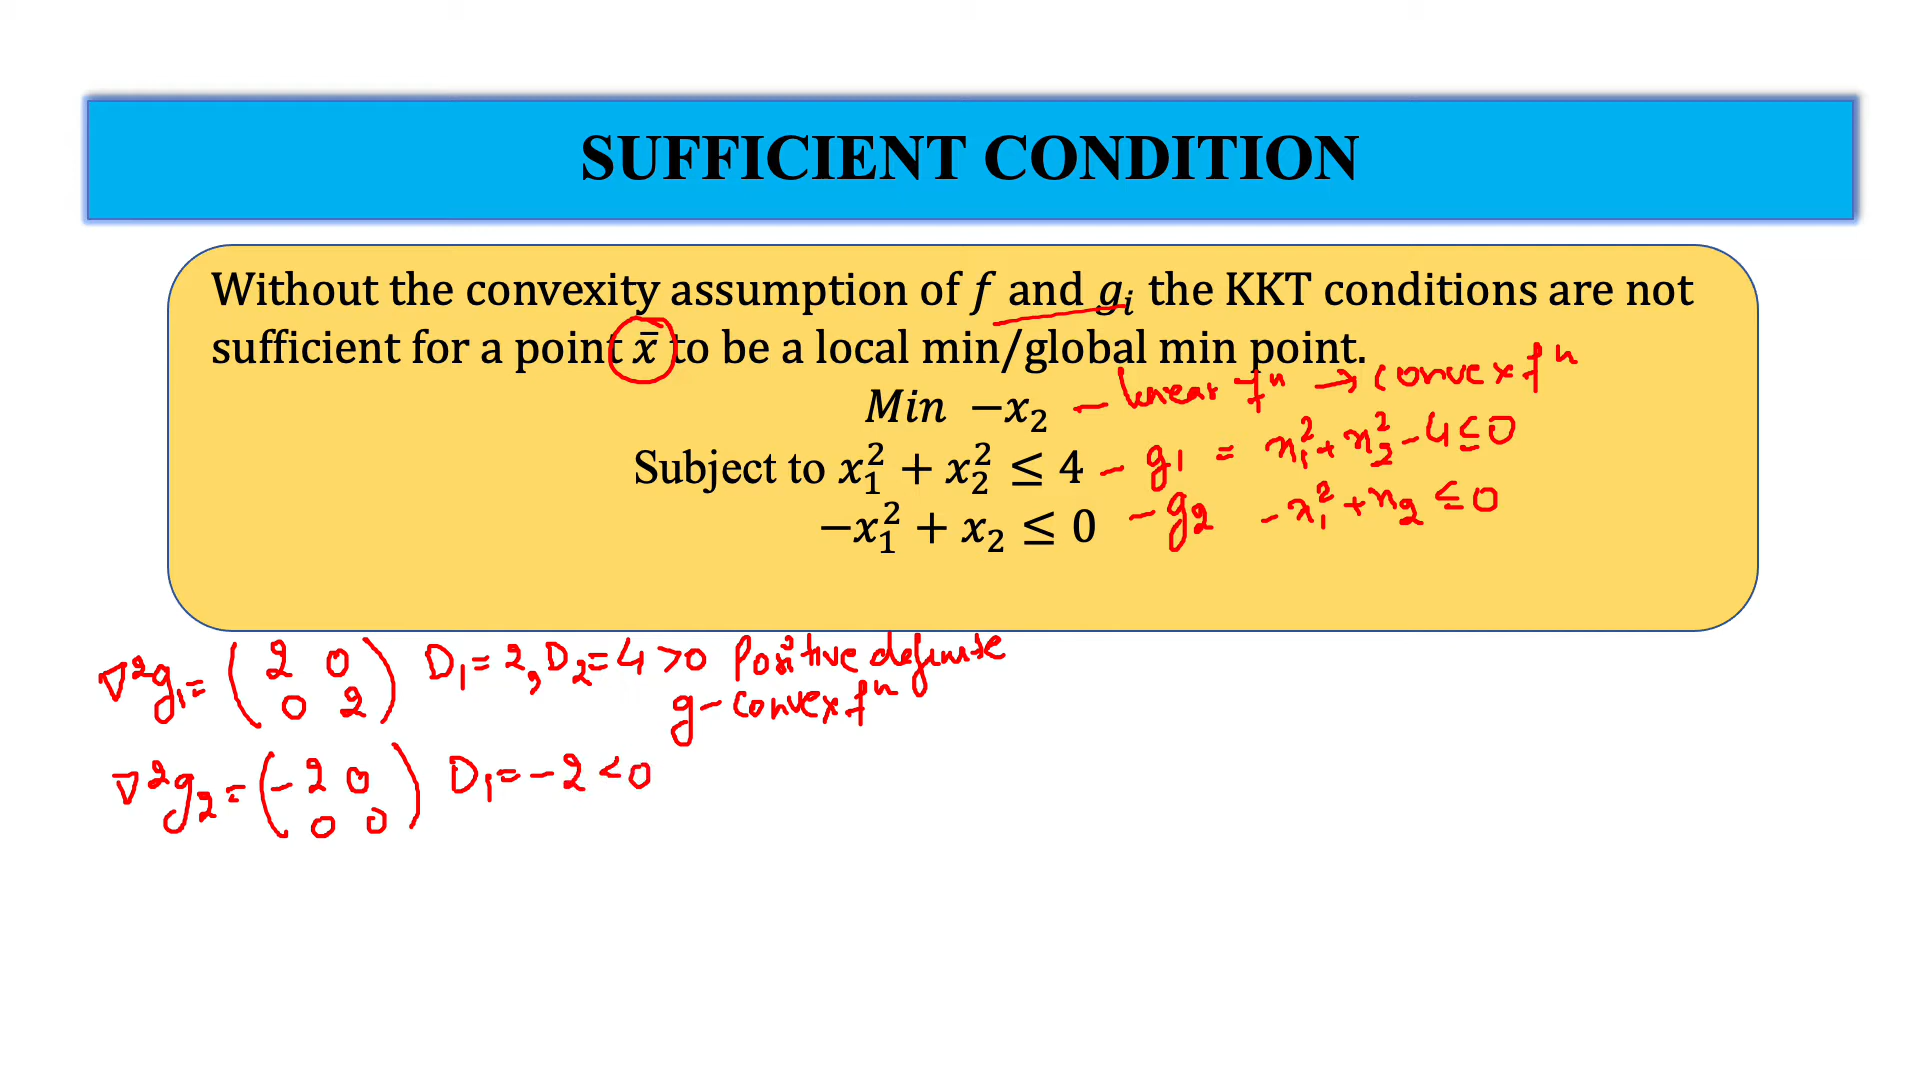 SUFFICIENT CONDITION
Without the convexity assumption of f and gᵢ the KKT conditions are not
sufficient for a point x̄ to be a local min/global min point.
Min −x₂ – linear fⁿ → convex fⁿ
Subject to x₁² + x₂² ≤ 4 – g₁ = x₁² + x₂² – 4 ≤ 0
−x₁² + x₂ ≤ 0 – g₂ –x₁² + x₂ ≤ 0
∇²g₁ = (2 0 / 0 2) D₁ = 2, D₂ = 4 > 0 Positive definite
g – convex fⁿ
∇²g₂ = (–2 0 / 0 0) D₁ = –2 < 0